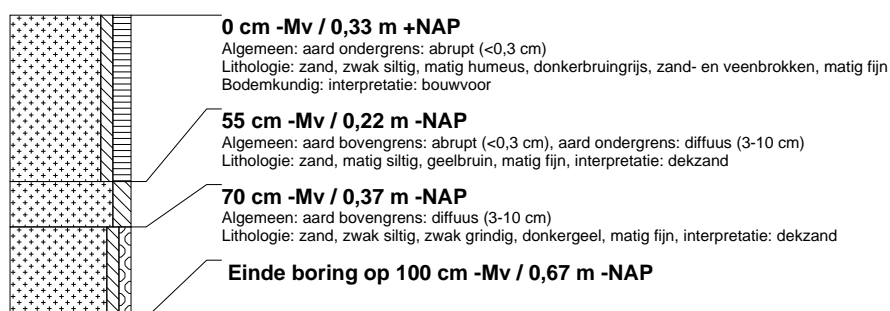 0 cm -Mv / 0,33 m +NAP
Algemeen: aard ondergrens: abrupt (<0,3 cm)
Lithologie: zand, zwak siltig, matig humeus, donkerbruingrijs, zand- en veenbrokken, matig fijn
Bodemkundig: interpretatie: bouwvoor
55 cm -Mv / 0,22 m -NAP
Algemeen: aard bovengrens: abrupt (<0,3 cm), aard ondergrens: diffuus (3-10 cm)
Lithologie: zand, matig siltig, geelbruin, matig fijn, interpretatie: dekzand
70 cm -Mv / 0,37 m -NAP
Algemeen: aard bovengrens: diffuus (3-10 cm)
Lithologie: zand, zwak siltig, zwak grindig, donkergeel, matig fijn, interpretatie: dekzand
Einde boring op 100 cm -Mv / 0,67 m -NAP